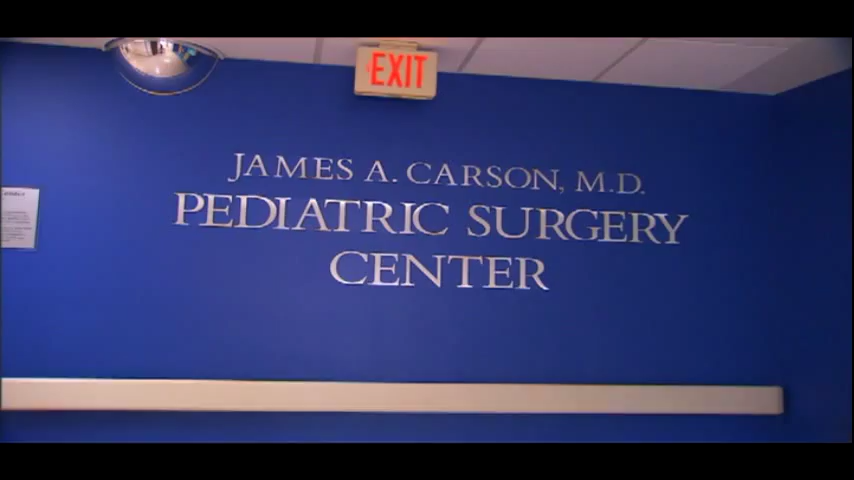 EXIT
JAMES A. CARSON, M.D.
PEDIATRIC SURGERY
CENTER